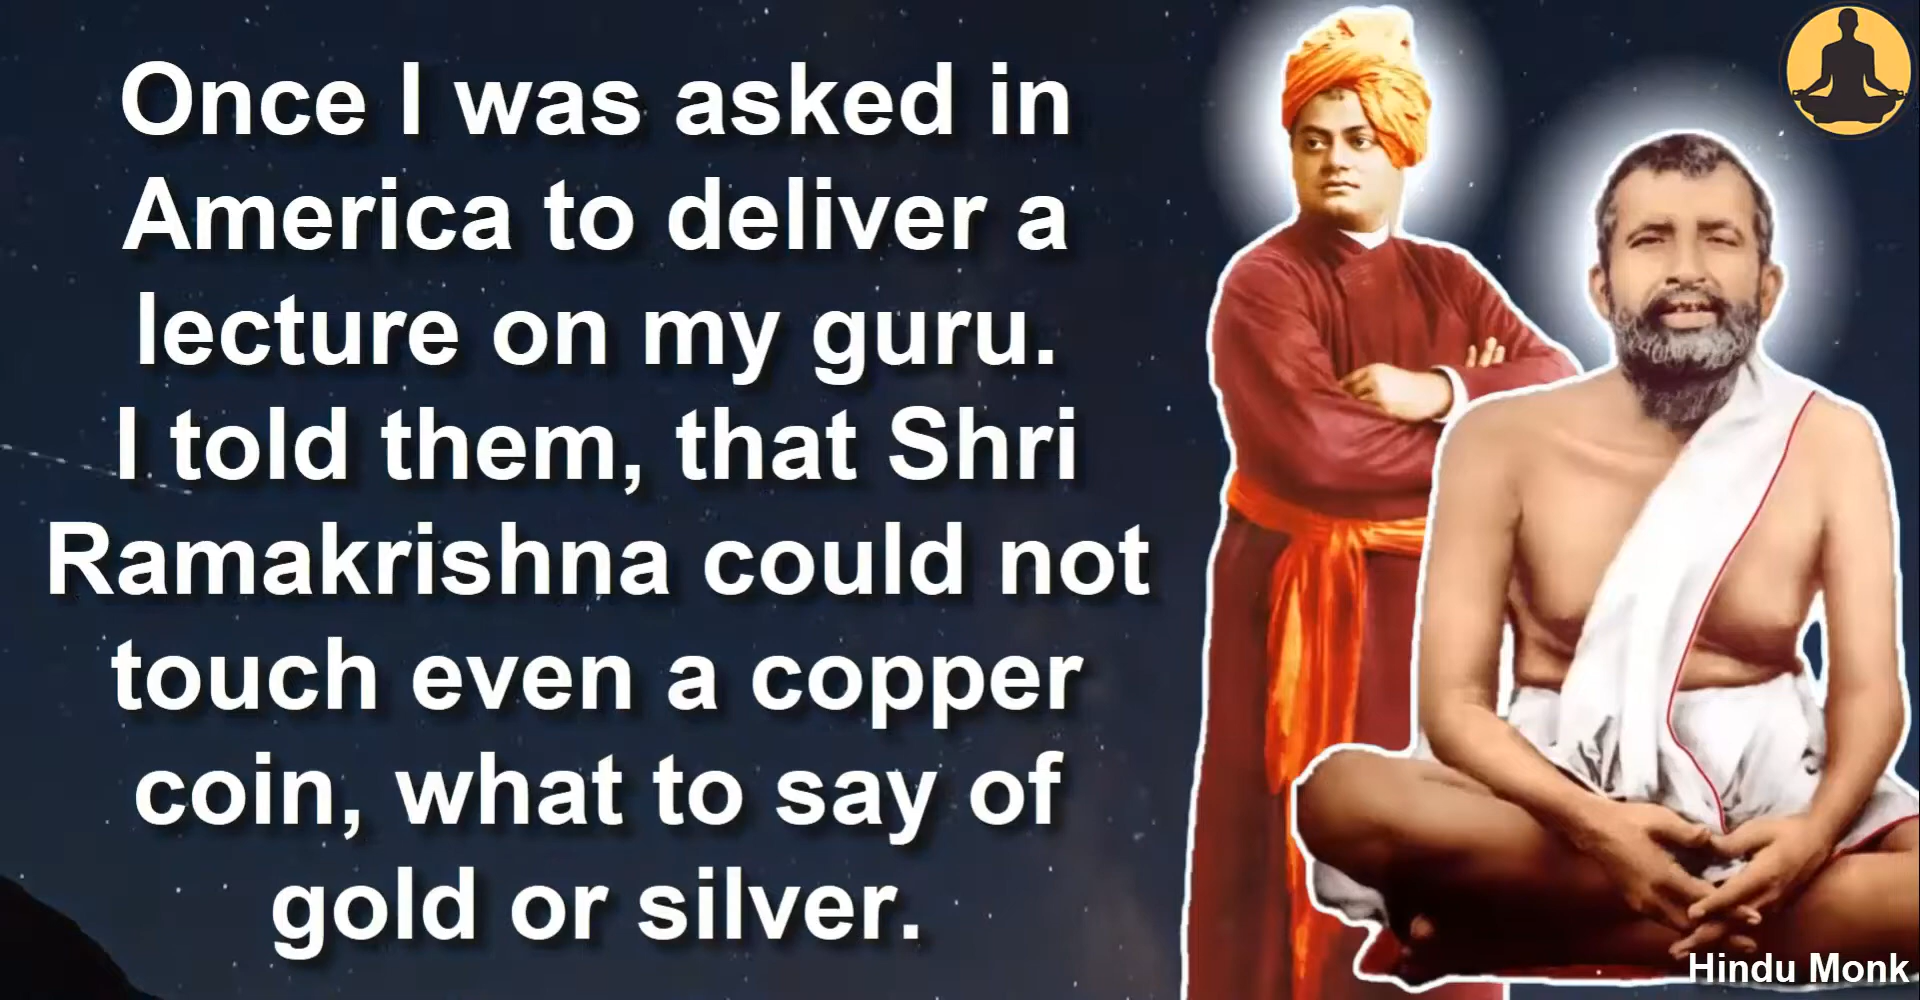 Once I was asked in
America to deliver a
lecture on my guru.
I told them, that Shri
Ramakrishna could not
touch even a copper
coin, what to say of
gold or silver.
Hindu Monk